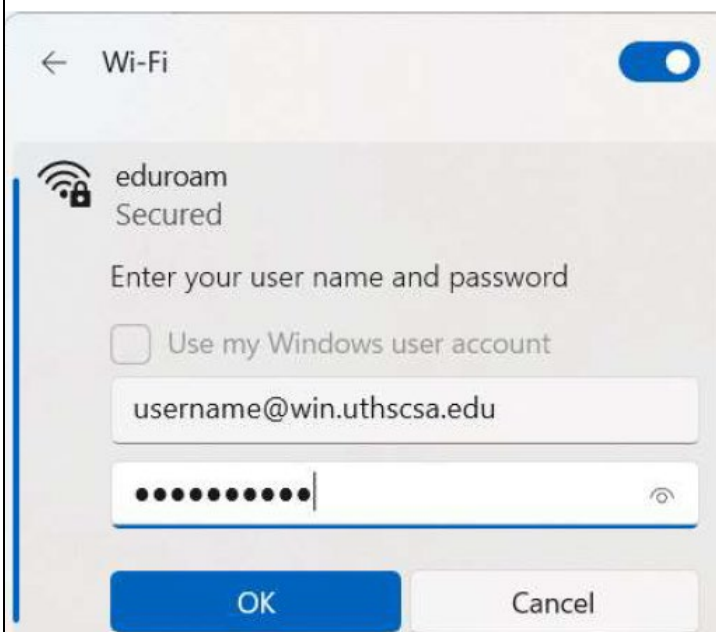 Wi-Fi
eduroam
Secured
Enter your user name and password
Use my Windows user account
username@win.uthscsa.edu
••••••••••
OK Cancel